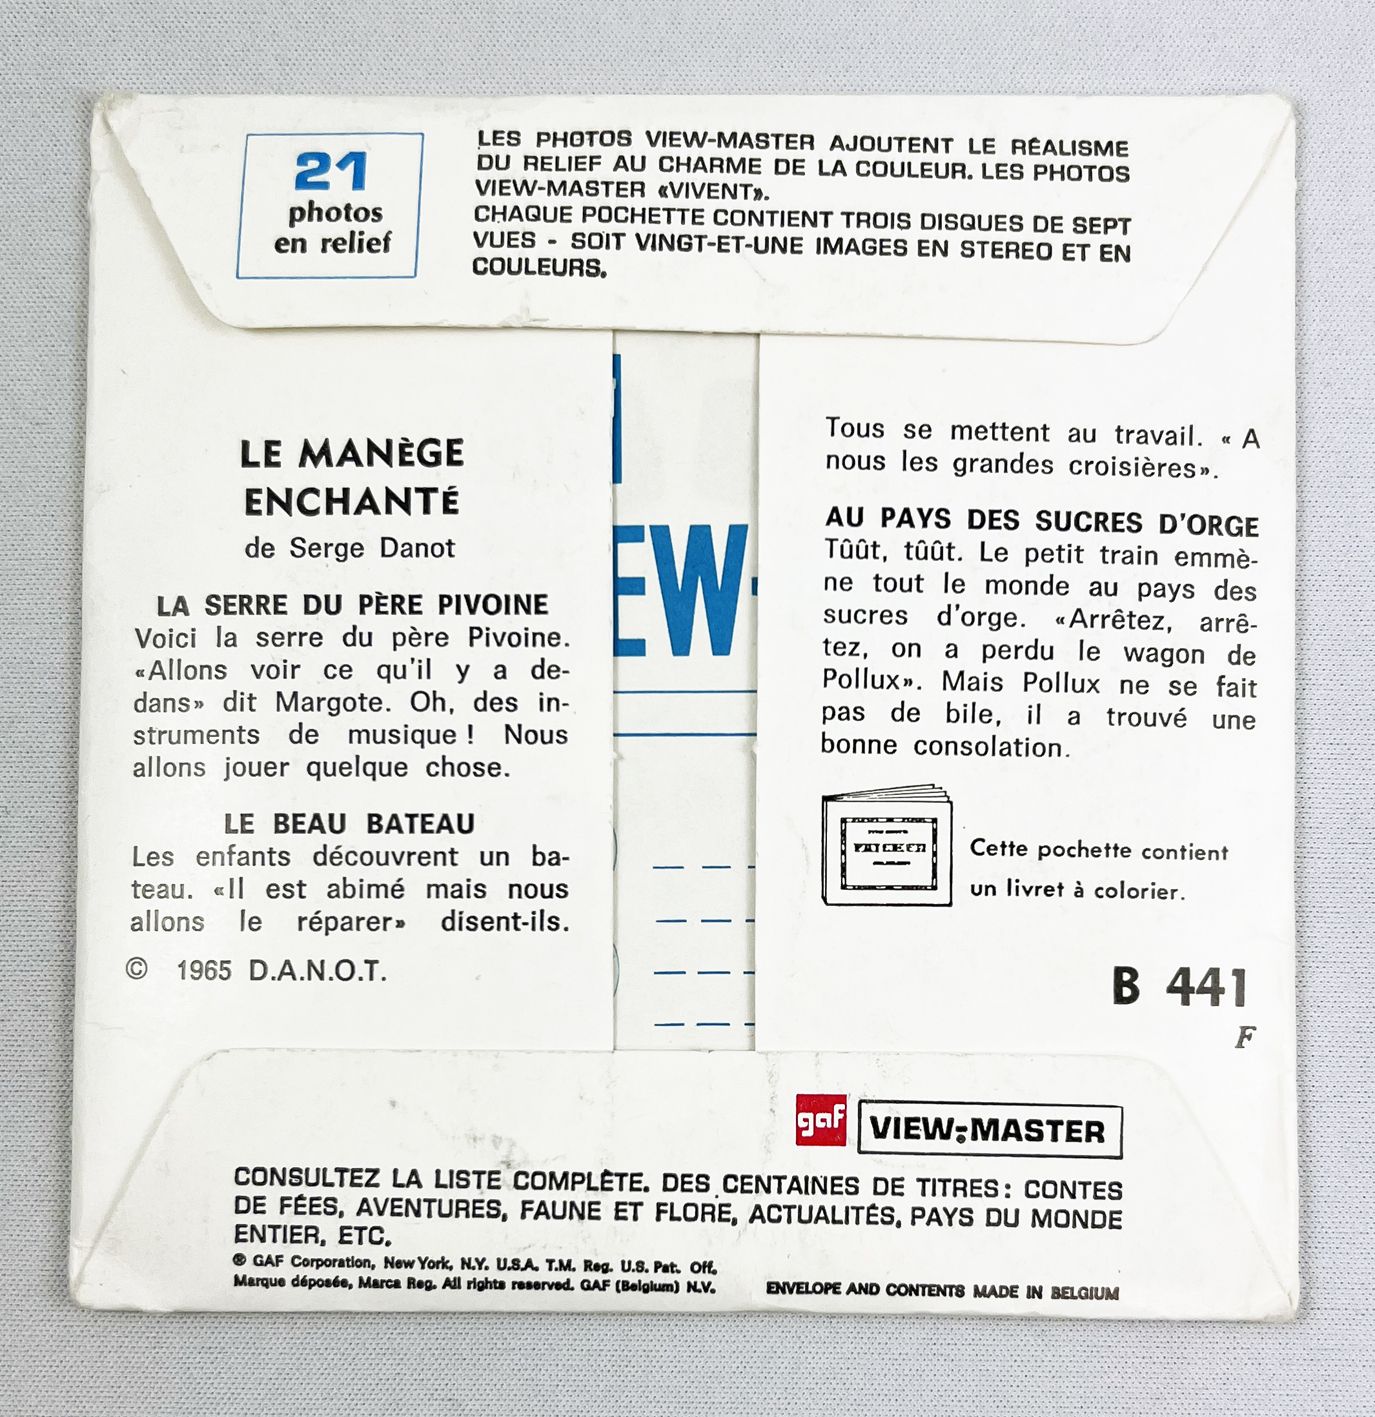 21
photos
en relief
LES PHOTOS VIEW-MASTER AJOUTENT LE RÉALISME
DU RELIEF AU CHARME DE LA COULEUR. LES PHOTOS
VIEW-MASTER «VIVENT».
CHAQUE POCHETTE CONTIENT TROIS DISQUES DE SEPT
VUES - SOIT VINGT-ET-UNE IMAGES EN STEREO ET EN
COULEURS.
LE MANÈGE
ENCHANTÉ
de Serge Danot
LA SERRE DU PÈRE PIVOINE
Voici la serre du père Pivoine.
«Allons voir ce qu'il y a de-
dans» dit Margote. Oh, des in-
struments de musique ! Nous
allons jouer quelque chose.
LE BEAU BATEAU
Les enfants découvrent un ba-
teau. «Il est abimé mais nous
allons le réparer» disent-ils.
© 1965 D.A.N.O.T.
EW-
Tous se mettent au travail. « A
nous les grandes croisières».
AU PAYS DES SUCRES D'ORGE
Tûût, tûût. Le petit train emmè-
ne tout le monde au pays des
sucres d'orge. «Arrêtez, arrê-
tez, on a perdu le wagon de
Pollux». Mais Pollux ne se fait
pas de bile, il a trouvé une
bonne consolation.
Cette pochette contient
un livret à colorier.
B 441
F
gaf VIEW-MASTER
CONSULTEZ LA LISTE COMPLÈTE. DES CENTAINES DE TITRES: CONTES
DE FÉES, AVENTURES, FAUNE ET FLORE, ACTUALITÉS, PAYS DU MONDE
ENTIER, ETC.
® GAF Corporation, New York, N.Y. U.S.A. T.M. Reg. U.S. Pat. Off.
Marque déposée, Marca Reg. All rights reserved. GAF (Belgium) N.V.
ENVELOPE AND CONTENTS MADE IN BELGIUM